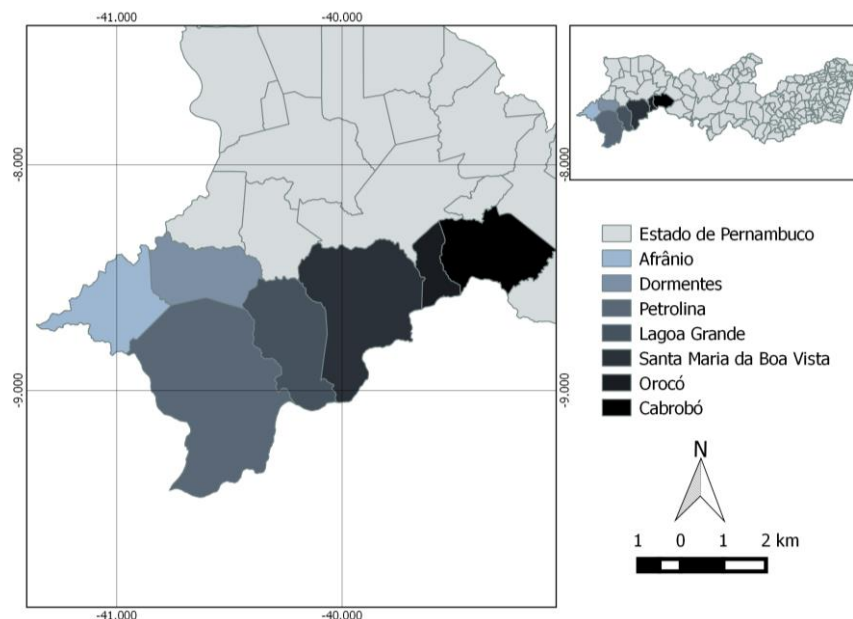 -41.000
-40.000
-8.000
-8.000
-9.000
-9.000
-41.000
-40.000
Estado de Pernambuco
Afrânio
Dormentes
Petrolina
Lagoa Grande
Santa Maria da Boa Vista
Orocó
Cabrobó
N
1 0 1 2 km